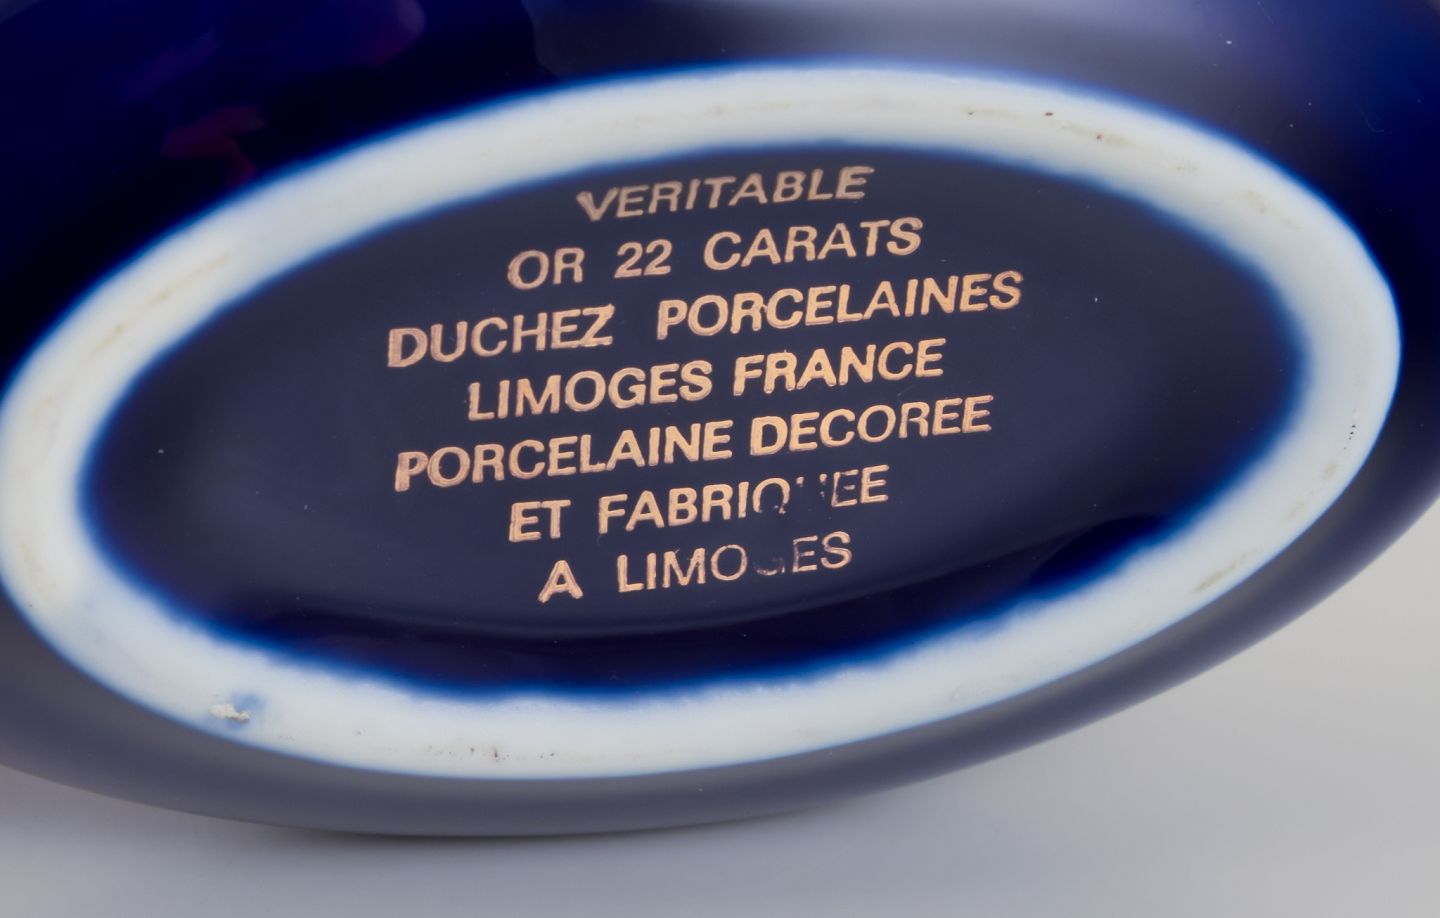 VERITABLE
OR 22 CARATS
DUCHEZ PORCELAINES
LIMOGES FRANCE
PORCELAINE DECOREE
ET FABRIQUEE
A LIMOGES